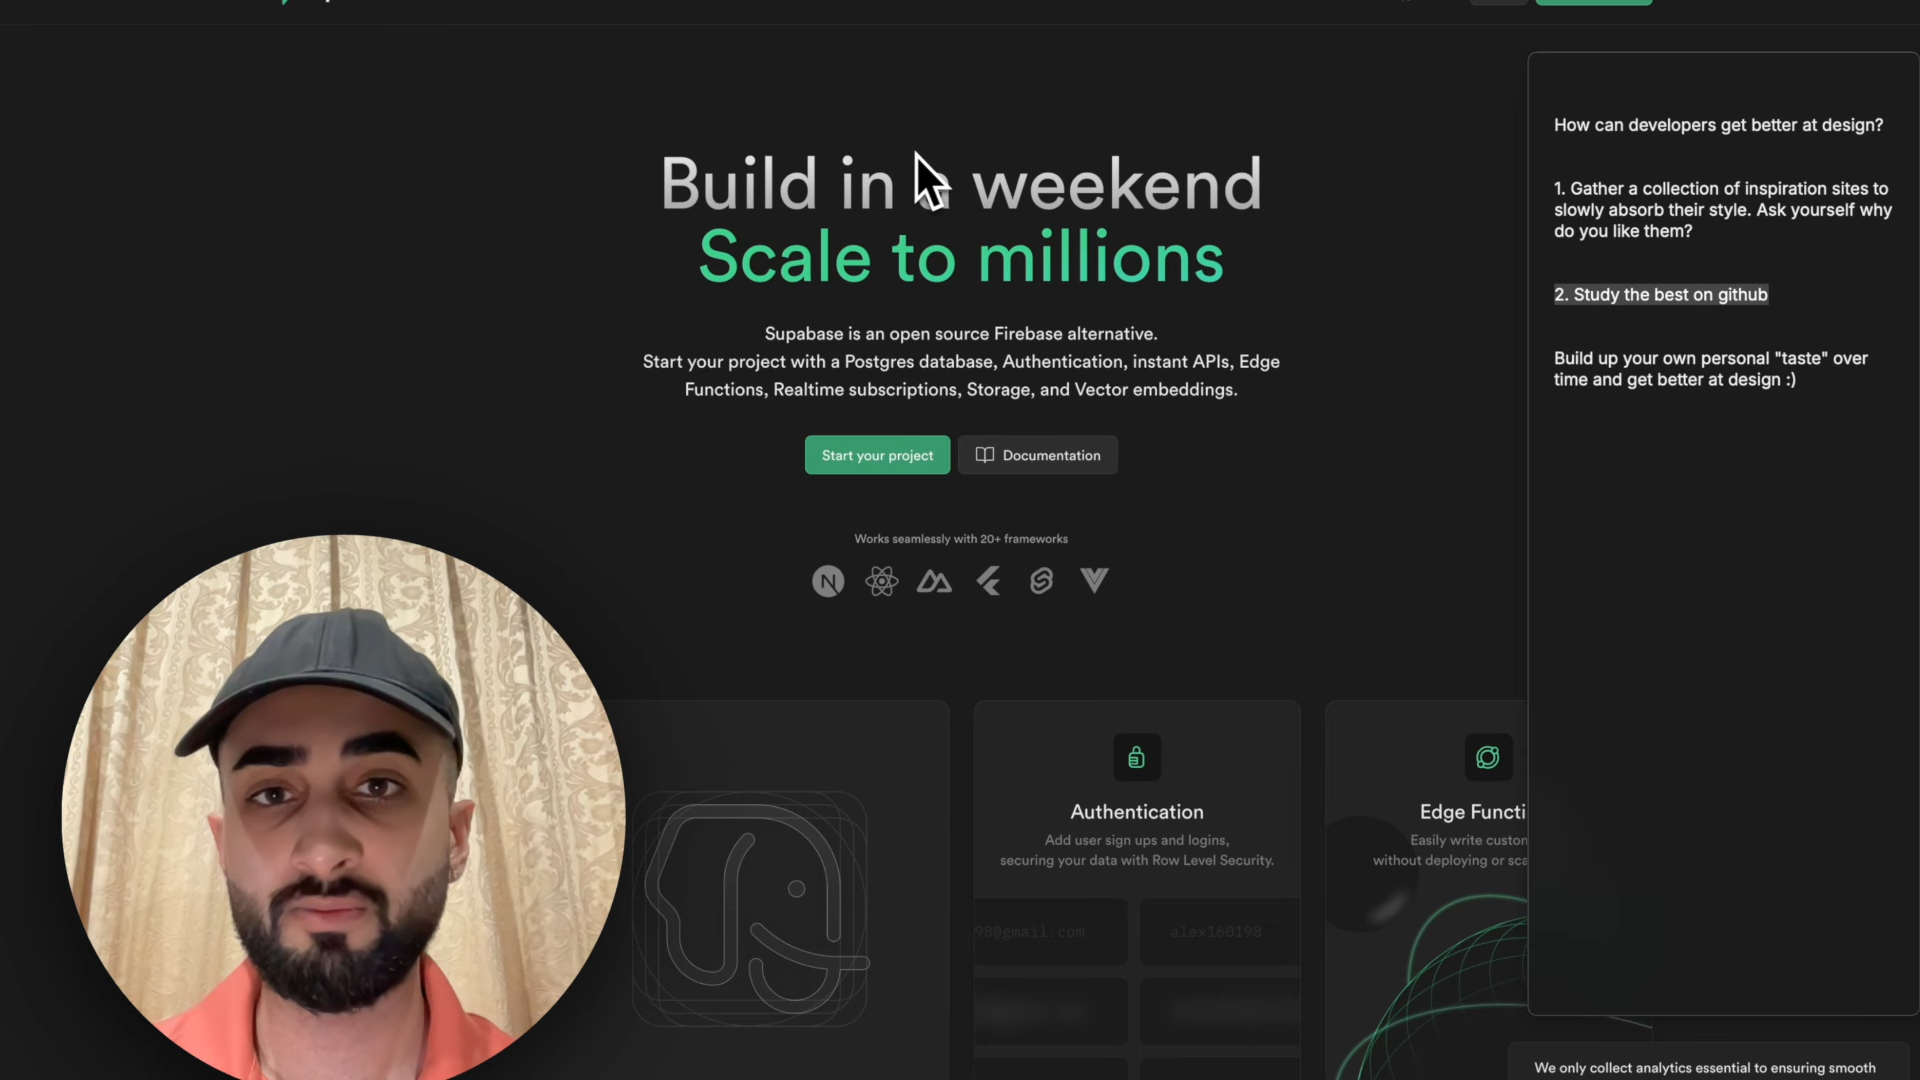 Build in a weekend
Scale to millions
Supabase is an open source Firebase alternative.
Start your project with a Postgres database, Authentication, instant APIs, Edge
Functions, Realtime subscriptions, Storage, and Vector embeddings.
Start your project
Documentation
Works seamlessly with 20+ frameworks
N
Authentication
Add user sign ups and logins,
securing your data with Row Level Security.
98@gmail.com
alex160198
Edge Functi
Easily write custom
without deploying or sca
How can developers get better at design?
1. Gather a collection of inspiration sites to
slowly absorb their style. Ask yourself why
do you like them?
2. Study the best on github
Build up your own personal "taste" over
time and get better at design :)
We only collect analytics essential to ensuring smooth